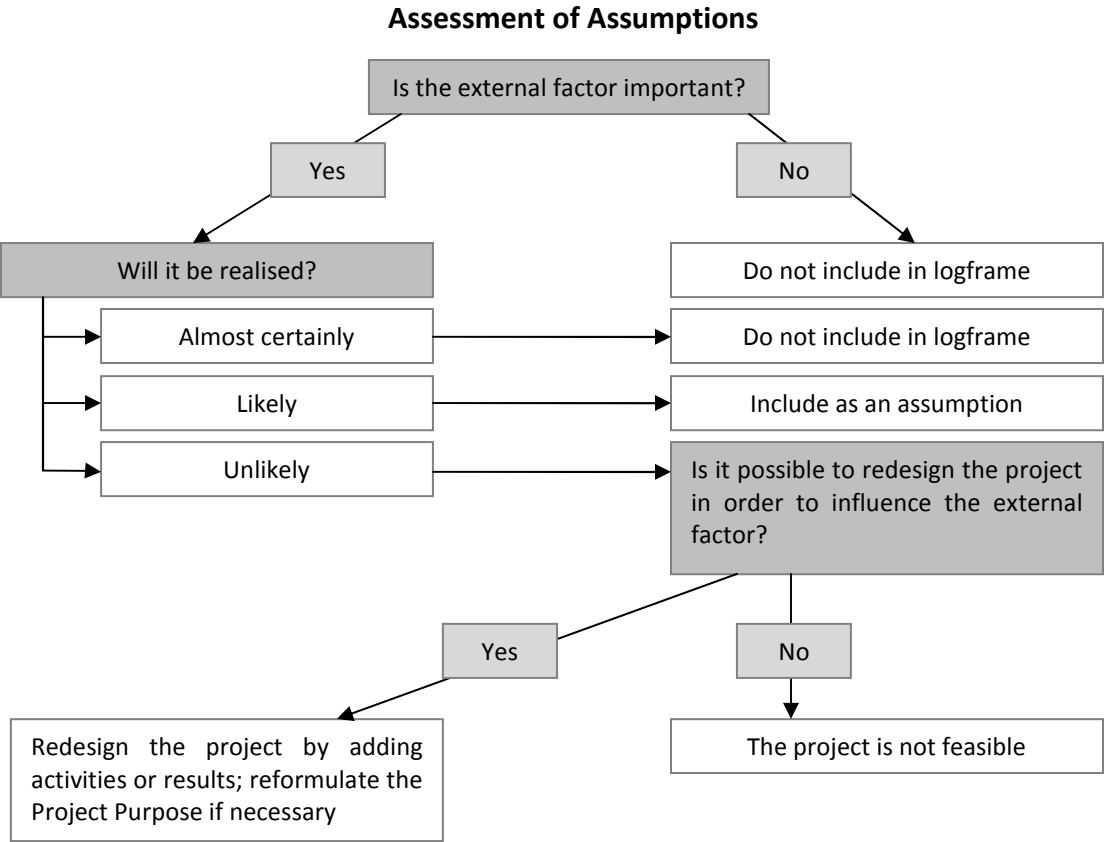 Assessment of Assumptions
Is the external factor important?
Yes
No
Will it be realised?
Do not include in logframe
Almost certainly
Do not include in logframe
Likely
Include as an assumption
Unlikely
Is it possible to redesign the project
in order to influence the external
factor?
Yes
No
Redesign the project by adding
activities or results; reformulate the
Project Purpose if necessary
The project is not feasible